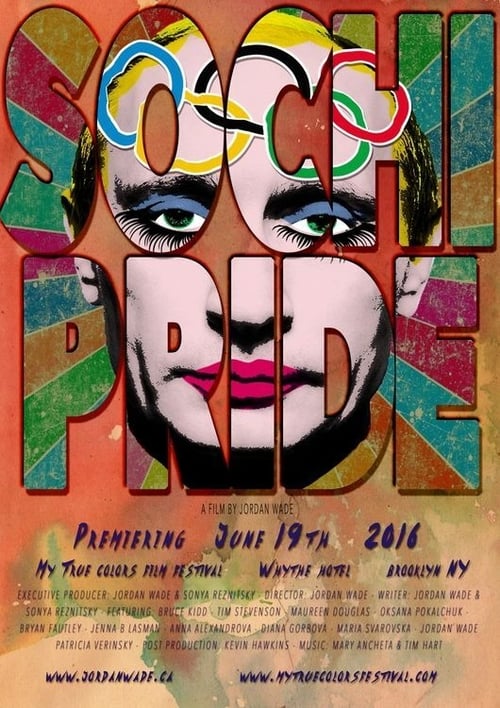 SOCHI
PRIDE
A FILM BY JORDAN WADE
PREMIERING JUNE 19TH 2016
MY TRUE COLORS FILM FESTIVAL WHYTHE HOTEL BROOKLYN NY
EXECUTIVE PRODUCER: JORDAN WADE & SONYA REZNITSKY · DIRECTOR: JORDAN WADE · WRITER: JORDAN WADE &
SONYA REZNITSKY · FEATURING: BRUCE KIDD · TIM STEVENSON · MAUREEN DOUGLAS · OKSANA POKALCHUK ·
BRYAN FAUTLEY · JENNA B LASMAN · ANNA ALEXANDROVA · DIANA GORBOVA · MARIA SVAROVSKA · JORDAN WADE
PATRICIA VERINSKY · POST PRODUCTION: KEVIN HAWKINS · MUSIC: MARY ANCHETA & TIM HART
WWW.JORDANWADE.CA WWW.MYTRUECOLORSFESTIVAL.COM